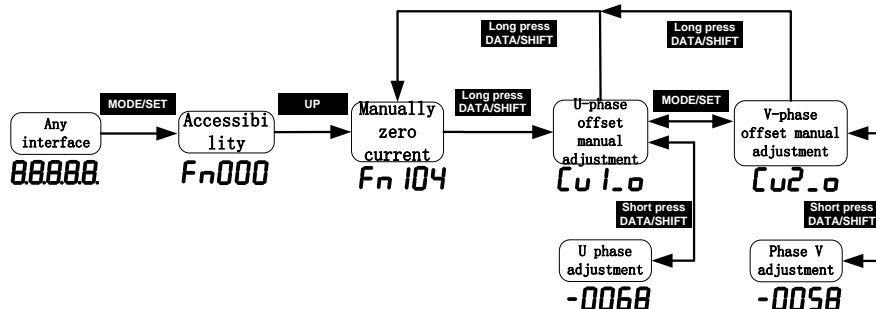 Long press
DATA/SHIFT
Long press
DATA/SHIFT
Any
interface
8.8.8.8.8.
MODE/SET
Accessibi
lity
Fn000
UP
Manually
zero
current
Fn104
Long press
DATA/SHIFT
U-phase
offset
manual
adjustment
Cu1_o
MODE/SET
V-phase
offset manual
adjustment
Cu2_o
Short press
DATA/SHIFT
Short press
DATA/SHIFT
U phase
adjustment
-0068
Phase V
adjustment
-0058